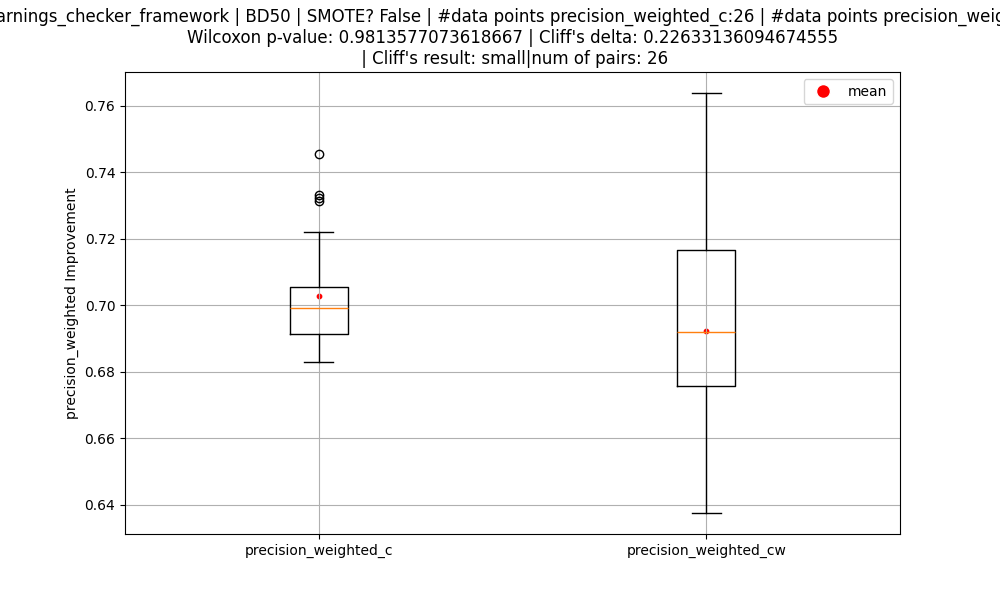 arnings_checker_framework | BD50 | SMOTE? False | #data points precision_weighted_c:26 | #data points precision_weig
Wilcoxon p-value: 0.9813577073618667 | Cliff's delta: 0.22633136094674555
| Cliff's result: small|num of pairs: 26
mean
0.76
0.74
0.72
0.70
0.68
0.66
0.64
precision_weighted Improvement
precision_weighted_c
precision_weighted_cw